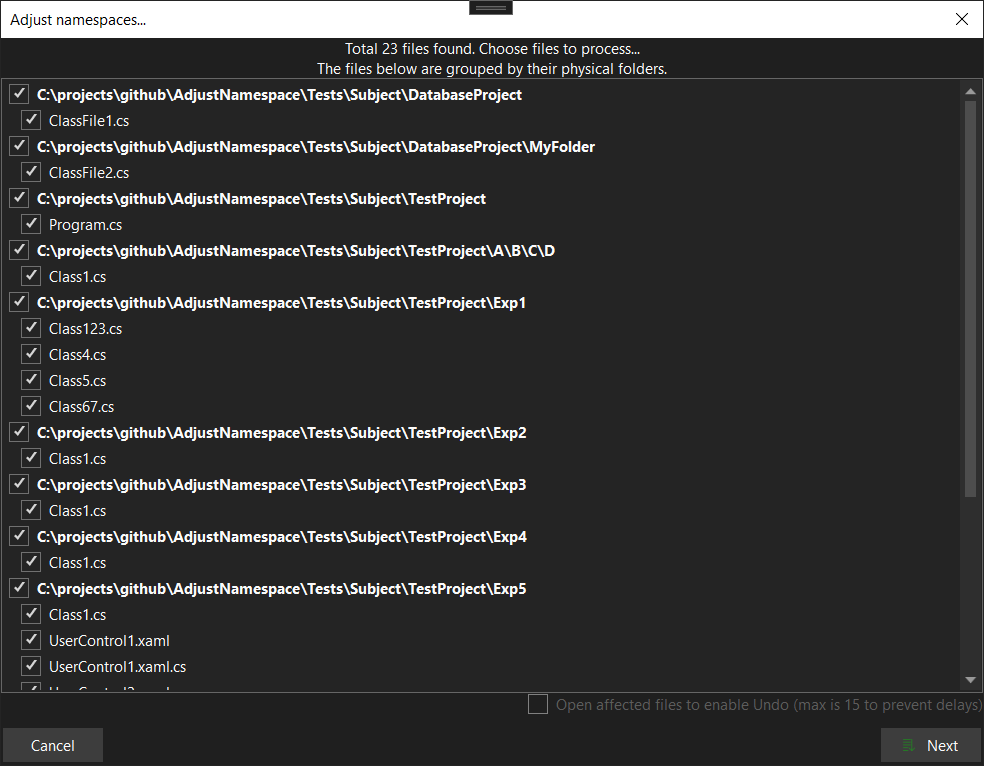 Adjust namespaces...
Total 23 files found. Choose files to process...
The files below are grouped by their physical folders.
C:\projects\github\AdjustNamespace\Tests\Subject\DatabaseProject
ClassFile1.cs
C:\projects\github\AdjustNamespace\Tests\Subject\DatabaseProject\MyFolder
ClassFile2.cs
C:\projects\github\AdjustNamespace\Tests\Subject\TestProject
Program.cs
C:\projects\github\AdjustNamespace\Tests\Subject\TestProject\A\B\C\D
Class1.cs
C:\projects\github\AdjustNamespace\Tests\Subject\TestProject\Exp1
Class123.cs
Class4.cs
Class5.cs
Class67.cs
C:\projects\github\AdjustNamespace\Tests\Subject\TestProject\Exp2
Class1.cs
C:\projects\github\AdjustNamespace\Tests\Subject\TestProject\Exp3
Class1.cs
C:\projects\github\AdjustNamespace\Tests\Subject\TestProject\Exp4
Class1.cs
C:\projects\github\AdjustNamespace\Tests\Subject\TestProject\Exp5
Class1.cs
UserControl1.xaml
UserControl1.xaml.cs
Open affected files to enable Undo (max is 15 to prevent delays)
Cancel
Next